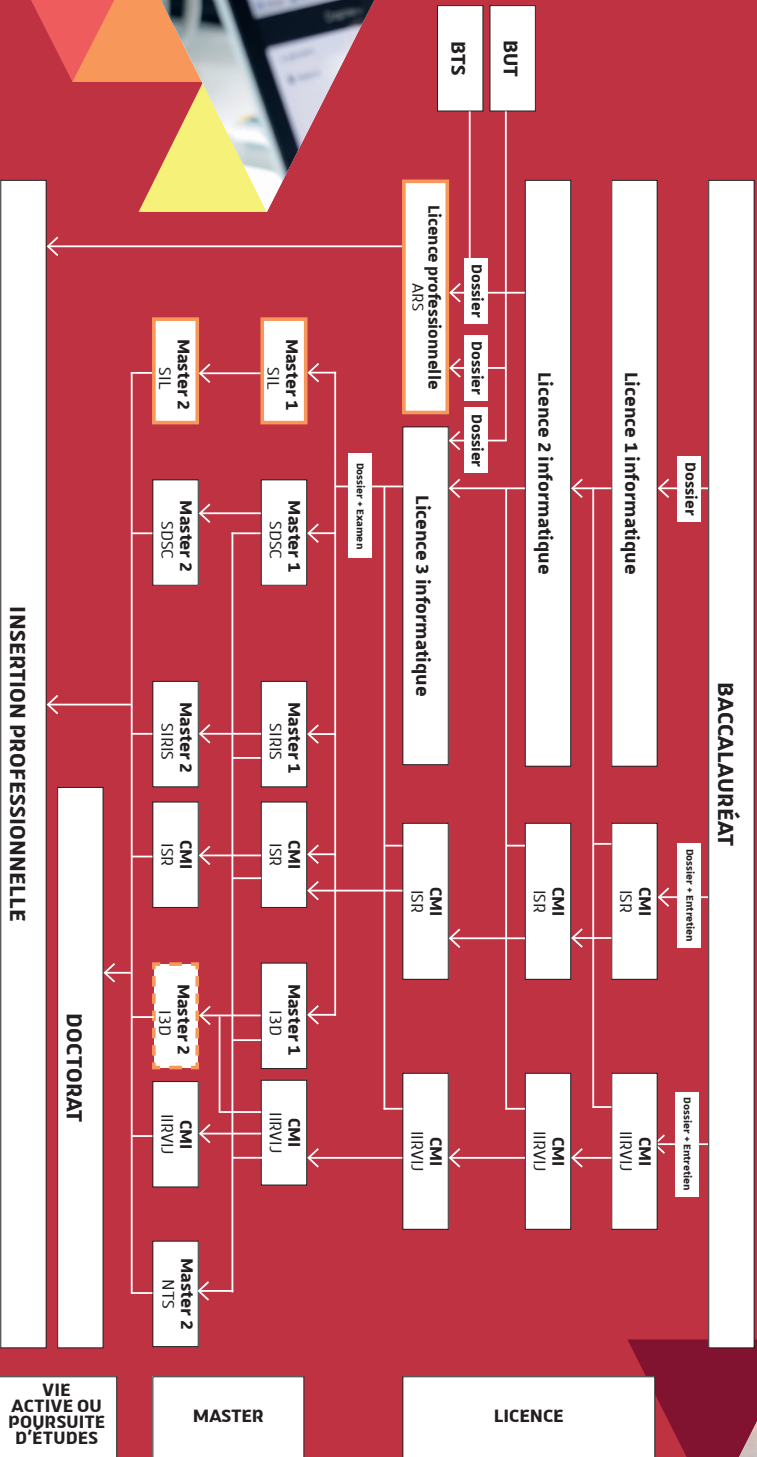 BACCALAURÉAT
Dossier
Dossier + Entretien
Dossier + Entretien
Licence 1 informatique
CMI
ISR
CMI
IIRVIJ
Licence 2 informatique
CMI
ISR
CMI
IIRVIJ
BUT
BTS
Dossier
Dossier
Dossier
Licence professionnelle
ARS
Licence 3 informatique
CMI
ISR
CMI
IIRVIJ
Dossier + Examen
Master 1
SIL
Master 1
SDSC
Master 1
SIRIS
CMI
ISR
Master 1
I3D
CMI
IIRVIJ
Master 2
SIL
Master 2
SDSC
Master 2
SIRIS
CMI
ISR
Master 2
I3D
CMI
IIRVIJ
Master 2
NTS
DOCTORAT
INSERTION PROFESSIONNELLE
LICENCE
MASTER
VIE
ACTIVE OU
POURSUITE
D'ÉTUDES